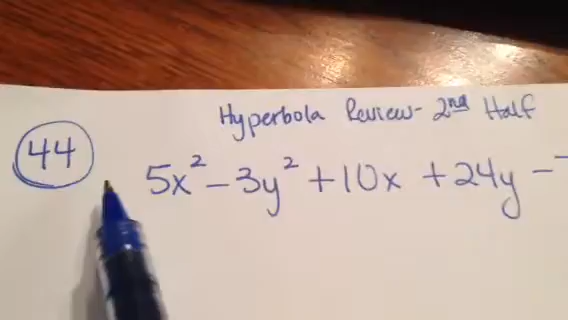 Hyperbola Review- 2nd Half
44 5x² - 3y² + 10x + 24y -